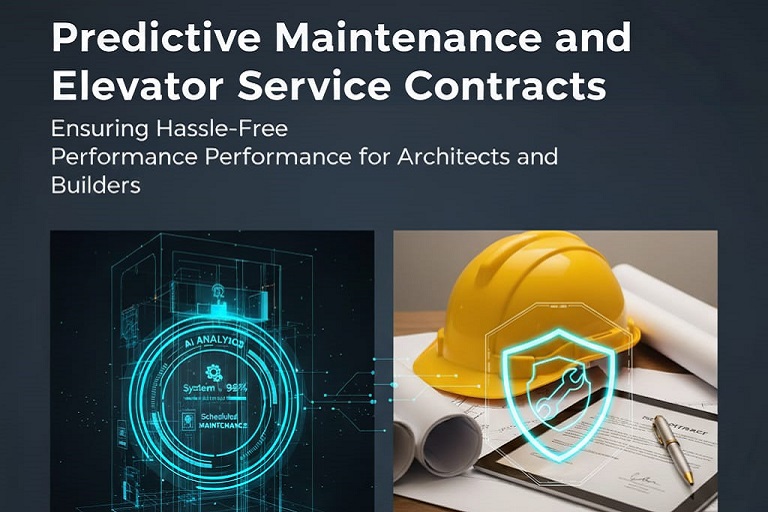 Predictive Maintenance and
Elevator Service Contracts
Ensuring Hassle-Free
Performance Performance for Architects and
Builders
AI ANALYTICS
System 98%
Scheduled
MAINTENANCE